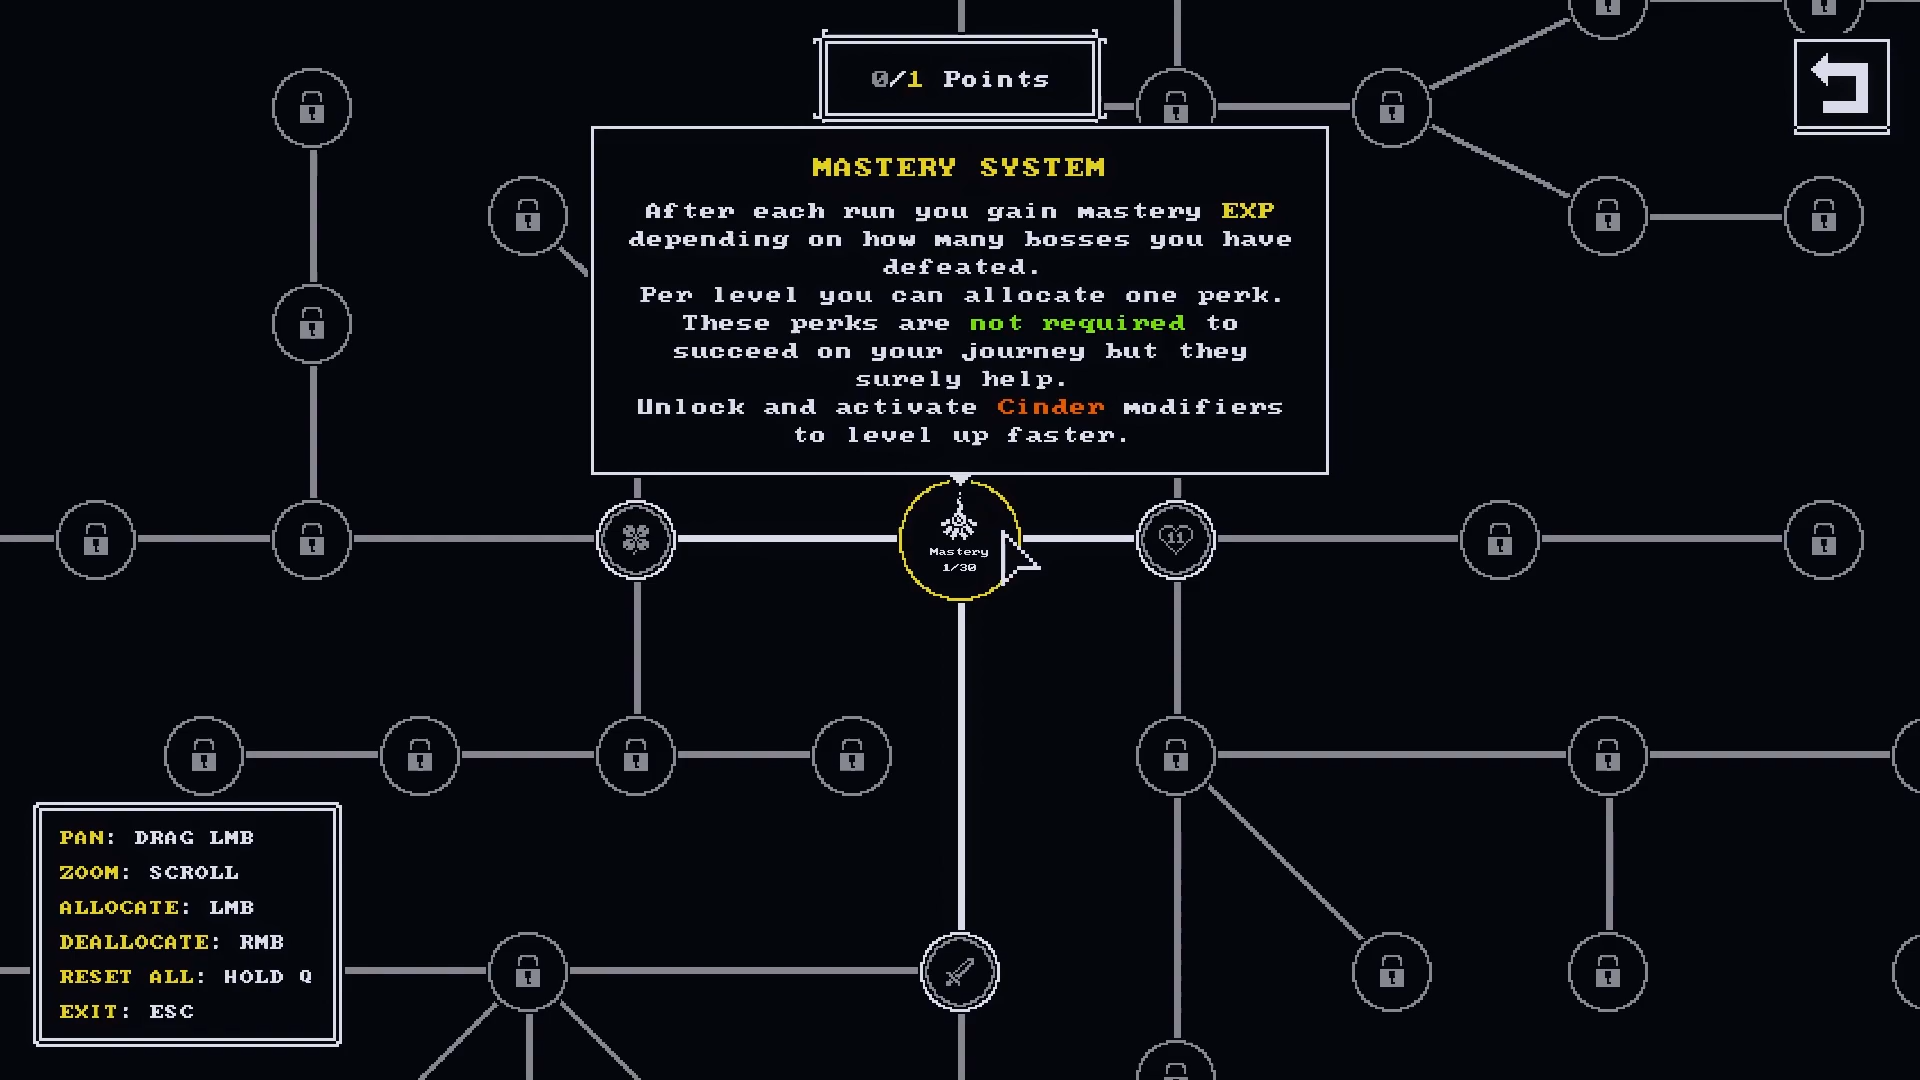 0/1 Points
MASTERY SYSTEM
After each run you gain mastery EXP
depending on how many bosses you have
defeated.
Per level you can allocate one perk.
These perks are not required to
succeed on your journey but they
surely help.
Unlock and activate Cinder modifiers
to level up faster.
Mastery
1/30
11
PAN: DRAG LMB
ZOOM: SCROLL
ALLOCATE: LMB
DEALLOCATE: RMB
RESET ALL: HOLD Q
EXIT: ESC